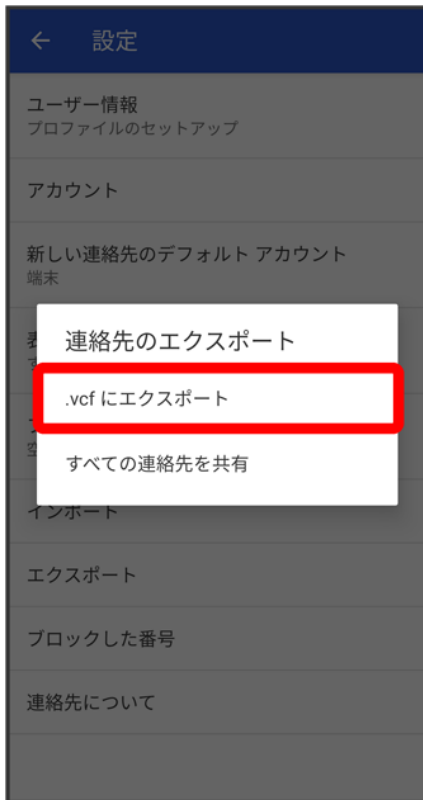 設定
ユーザー情報
プロファイルのセットアップ
アカウント
新しい連絡先のデフォルト アカウント
端末
連絡先のエクスポート
.vcf にエクスポート
すべての連絡先を共有
インポート
エクスポート
ブロックした番号
連絡先について